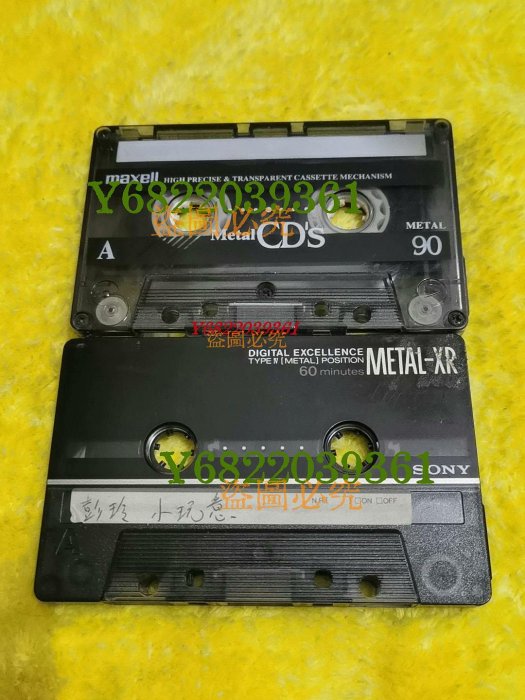 maxell HIGH PRECISE & TRANSPARENT CASSETTE MECHANISM
Y6822039361
盜圖必究
A Metal CD's METAL 90
Y6822039361
盜圖必究
DIGITAL EXCELLENCE
TYPE IV [METAL] POSITION
60 minutes METAL-XR
Y6822039361
SONY
盜圖必究
N.R. □ON □OFF
彭玲 小玩意
A